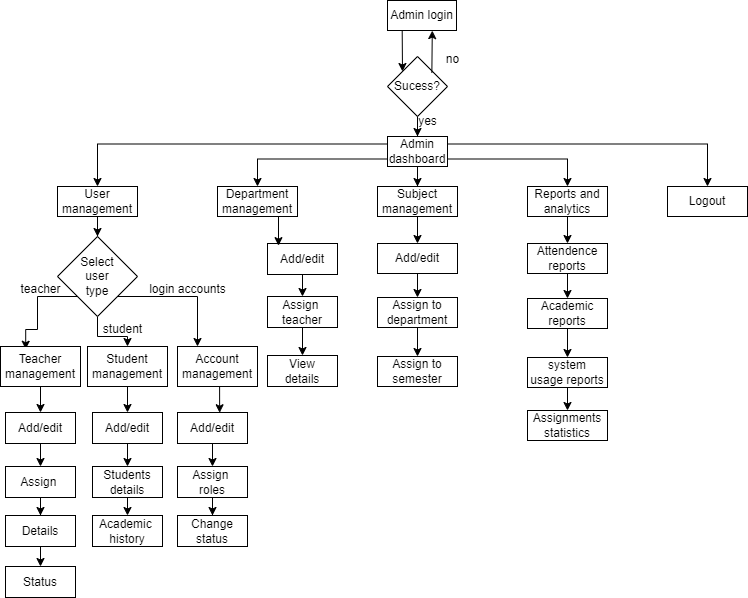 Admin login
no
Sucess?
yes
Admin
dashboard
User
management
Department
management
Subject
management
Reports and
analytics
Logout
Select
user
type
teacher
login accounts
student
Add/edit
Add/edit
Attendence
reports
Assign
teacher
Assign to
department
Academic
reports
Teacher
management
Student
management
Account
management
View
details
Assign to
semester
system
usage reports
Add/edit
Add/edit
Add/edit
Assignments
statistics
Assign
Students
details
Assign
roles
Details
Academic
history
Change
status
Status